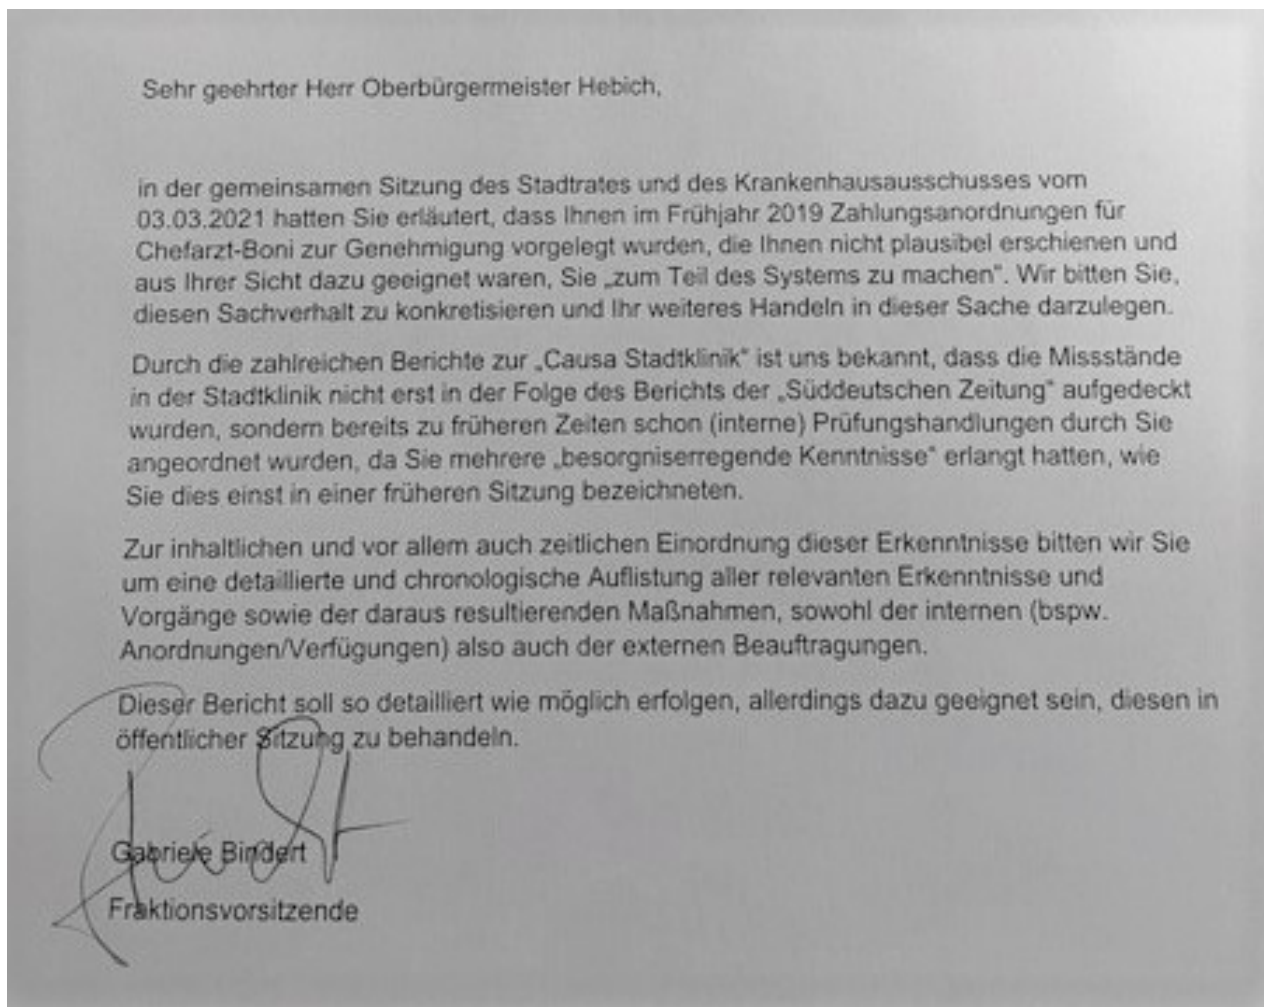 Sehr geehrter Herr Oberbürgermeister Hebich,
in der gemeinsamen Sitzung des Stadtrates und des Krankenhausausschusses vom
03.03.2021 hatten Sie erläutert, dass Ihnen im Frühjahr 2019 Zahlungsanordnungen für
Chefarzt-Boni zur Genehmigung vorgelegt wurden, die Ihnen nicht plausibel erschienen und
aus Ihrer Sicht dazu geeignet waren, Sie „zum Teil des Systems zu machen“. Wir bitten Sie,
diesen Sachverhalt zu konkretisieren und Ihr weiteres Handeln in dieser Sache darzulegen.
Durch die zahlreichen Berichte zur „Causa Stadtklinik“ ist uns bekannt, dass die Missstände
in der Stadtklinik nicht erst in der Folge des Berichts der „Süddeutschen Zeitung“ aufgedeckt
wurden, sondern bereits zu früheren Zeiten schon (interne) Prüfungshandlungen durch Sie
angeordnet wurden, da Sie mehrere „besorgniserregende Kenntnisse“ erlangt hatten, wie
Sie dies einst in einer früheren Sitzung bezeichneten.
Zur inhaltlichen und vor allem auch zeitlichen Einordnung dieser Erkenntnisse bitten wir Sie
um eine detaillierte und chronologische Auflistung aller relevanten Erkenntnisse und
Vorgänge sowie der daraus resultierenden Maßnahmen, sowohl der internen (bspw.
Anordnungen/Verfügungen) also auch der externen Beauftragungen.
Dieser Bericht soll so detailliert wie möglich erfolgen, allerdings dazu geeignet sein, diesen in
öffentlicher Sitzung zu behandeln.
Gabriele Bindert
Fraktionsvorsitzende